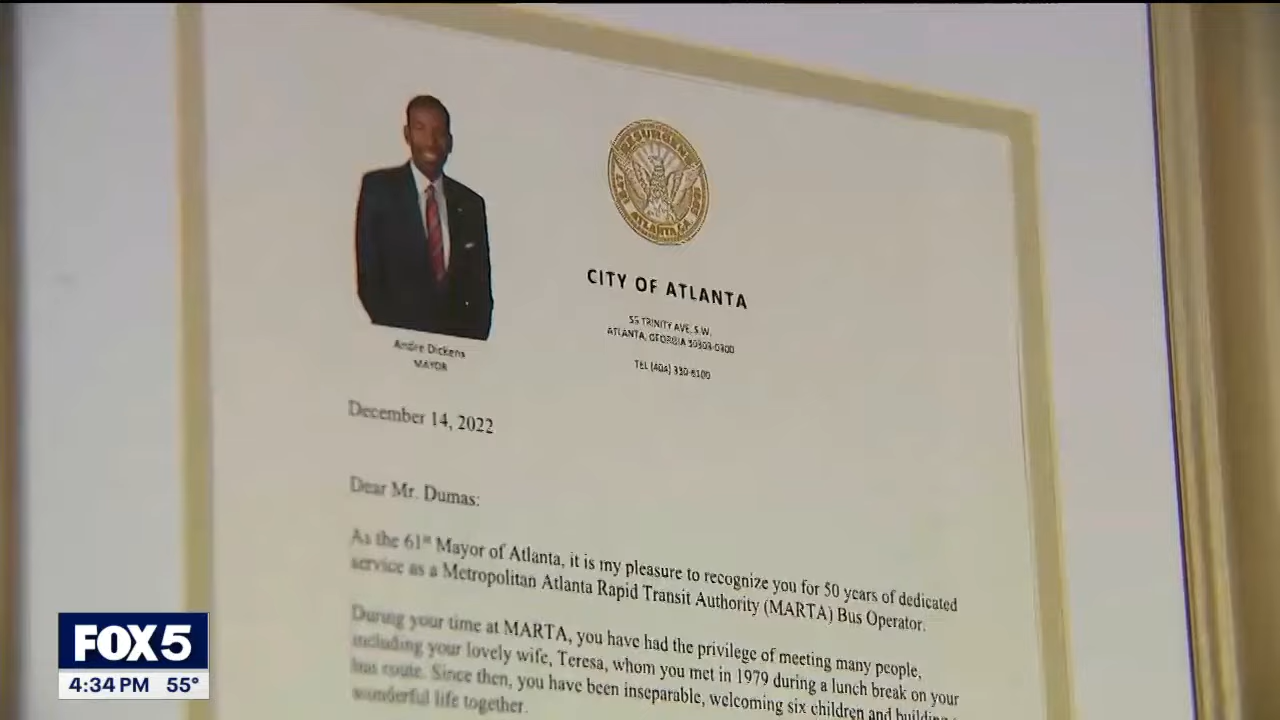 RESURGENS
ATLANTA, GA.
CITY OF ATLANTA
55 TRINITY AVE, S.W.
ATLANTA, GEORGIA 30303-0300
TEL (404) 330-6100
Andre Dickens
MAYOR
December 14, 2022
Dear Mr. Dumas:
As the 61st Mayor of Atlanta, it is my pleasure to recognize you for 50 years of dedicated
service as a Metropolitan Atlanta Rapid Transit Authority (MARTA) Bus Operator.
During your time at MARTA, you have had the privilege of meeting many people,
including your lovely wife, Teresa, whom you met in 1979 during a lunch break on your
bus route. Since then, you have been inseparable, welcoming six children and building
wonderful life together.
FOX 5
4:34 PM 55°